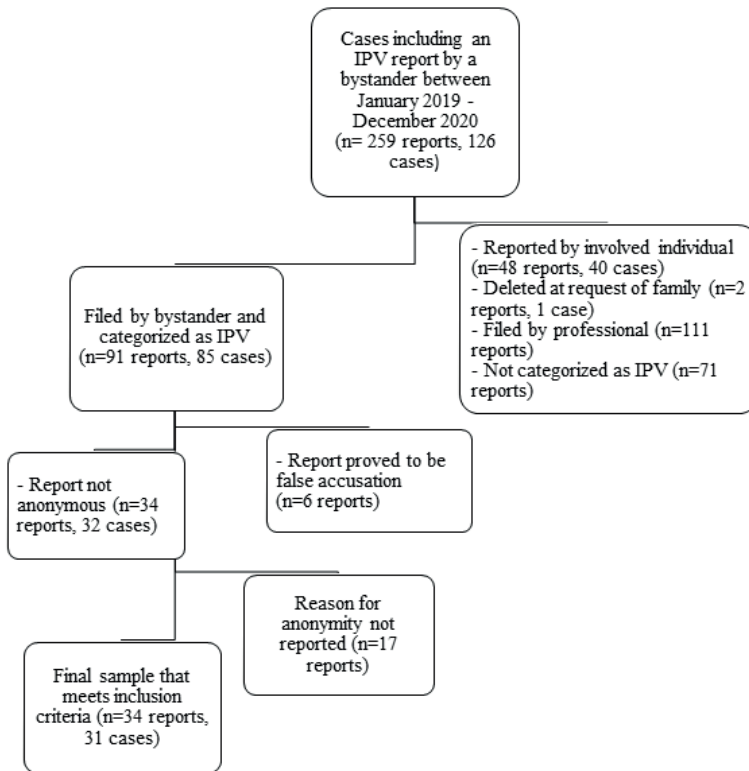 Cases including an
IPV report by a
bystander between
January 2019 -
December 2020
(n= 259 reports, 126
cases)
- Reported by involved individual
(n=48 reports, 40 cases)
- Deleted at request of family (n=2
reports, 1 case)
- Filed by professional (n=111
reports)
- Not categorized as IPV (n=71
reports)
Filed by bystander and
categorized as IPV
(n=91 reports, 85 cases)
- Report not
anonymous (n=34
reports, 32 cases)
- Report proved to be
false accusation
(n=6 reports)
Reason for
anonymity not
reported (n=17
reports)
Final sample that
meets inclusion
criteria (n=34 reports,
31 cases)